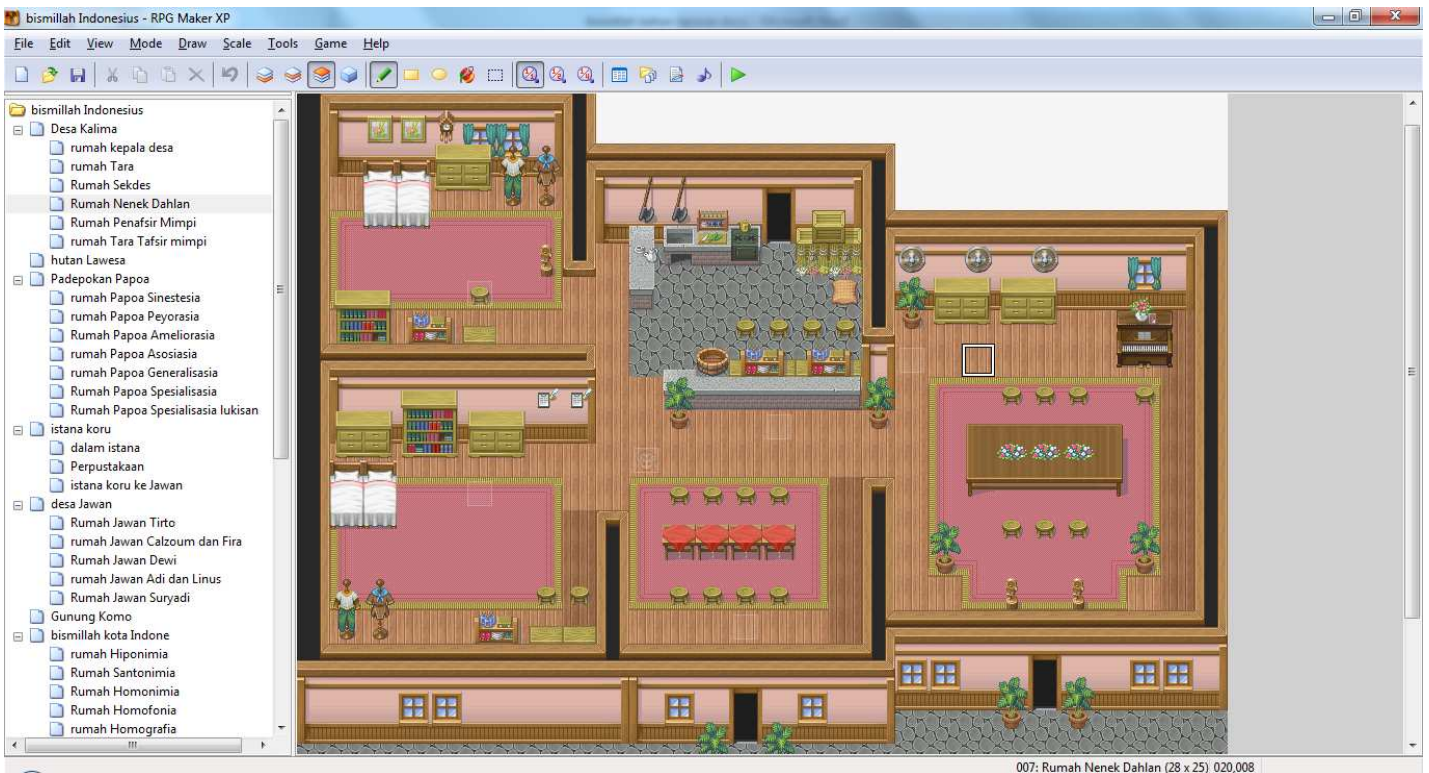 bismillah Indonesius - RPG Maker XP
File Edit View Mode Draw Scale Tools Game Help
bismillah Indonesius
Desa Kalima
rumah kepala desa
rumah Tara
Rumah Sekdes
Rumah Nenek Dahlan
Rumah Penafsir Mimpi
rumah Tara Tafsir mimpi
hutan Lawesa
Padepokan Papoa
rumah Papoa Sinestesia
rumah Papoa Peyorasia
Rumah Papoa Ameliorasia
rumah Papoa Asosiasia
rumah Papoa Generalisasia
Rumah Papoa Spesialisasia
Rumah Papoa Spesialisasia lukisan
istana koru
dalam istana
Perpustakaan
istana koru ke Jawan
desa Jawan
Rumah Jawan Tirto
rumah Jawan Calzoum dan Fira
Rumah Jawan Dewi
rumah Jawan Adi dan Linus
Rumah Jawan Suryadi
Gunung Komo
bismillah kota Indone
rumah Hiponimia
Rumah Santonimia
Rumah Homonimia
Rumah Homofonia
rumah Homografia
007: Rumah Nenek Dahlan (28 x 25) 020,008